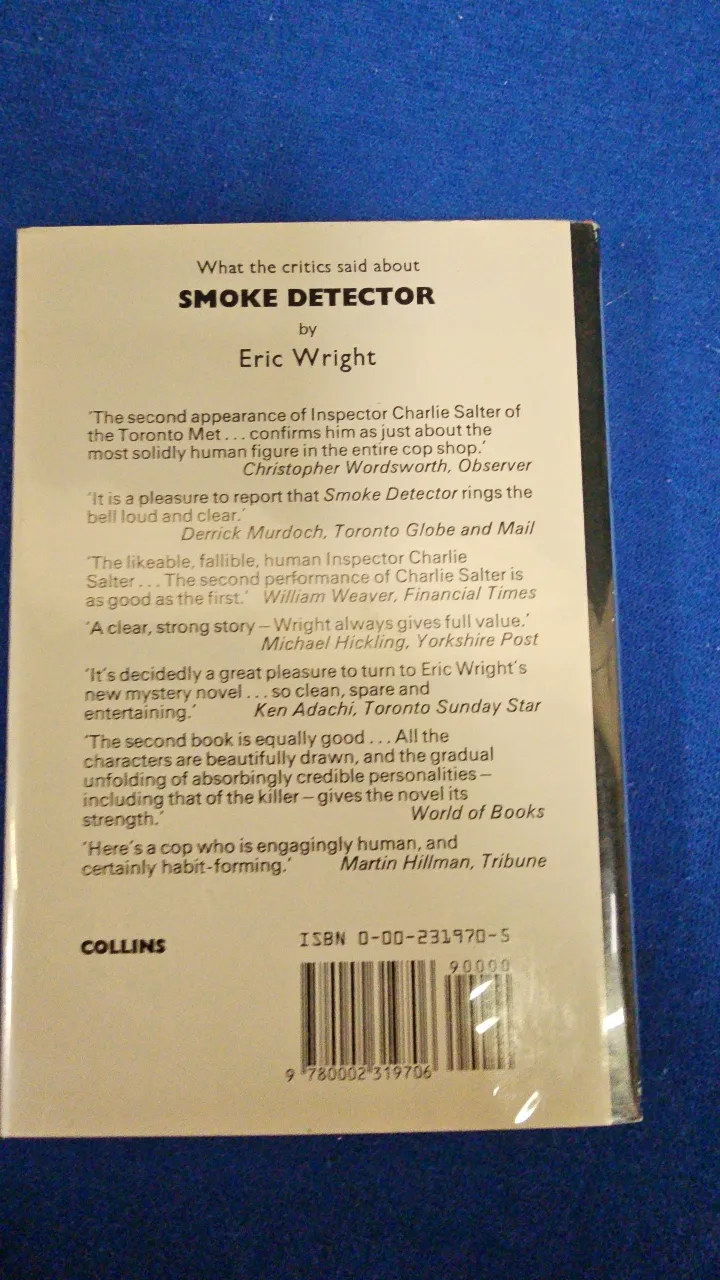 What the critics said about
SMOKE DETECTOR
by
Eric Wright
'The second appearance of Inspector Charlie Salter of
the Toronto Met . . . confirms him as just about the
most solidly human figure in the entire cop shop.'
Christopher Wordsworth, Observer
'It is a pleasure to report that Smoke Detector rings the
bell loud and clear.'
Derrick Murdoch, Toronto Globe and Mail
'The likeable, fallible, human Inspector Charlie
Salter . . . The second performance of Charlie Salter is
as good as the first.' William Weaver, Financial Times
'A clear, strong story – Wright always gives full value.'
Michael Hickling, Yorkshire Post
'It's decidedly a great pleasure to turn to Eric Wright's
new mystery novel . . . so clean, spare and
entertaining.' Ken Adachi, Toronto Sunday Star
'The second book is equally good . . . All the
characters are beautifully drawn, and the gradual
unfolding of absorbingly credible personalities –
including that of the killer – gives the novel its
strength.' World of Books
'Here's a cop who is engagingly human, and
certainly habit-forming.' Martin Hillman, Tribune
COLLINS
ISBN 0-00-231970-5
90000
9 780002 319706